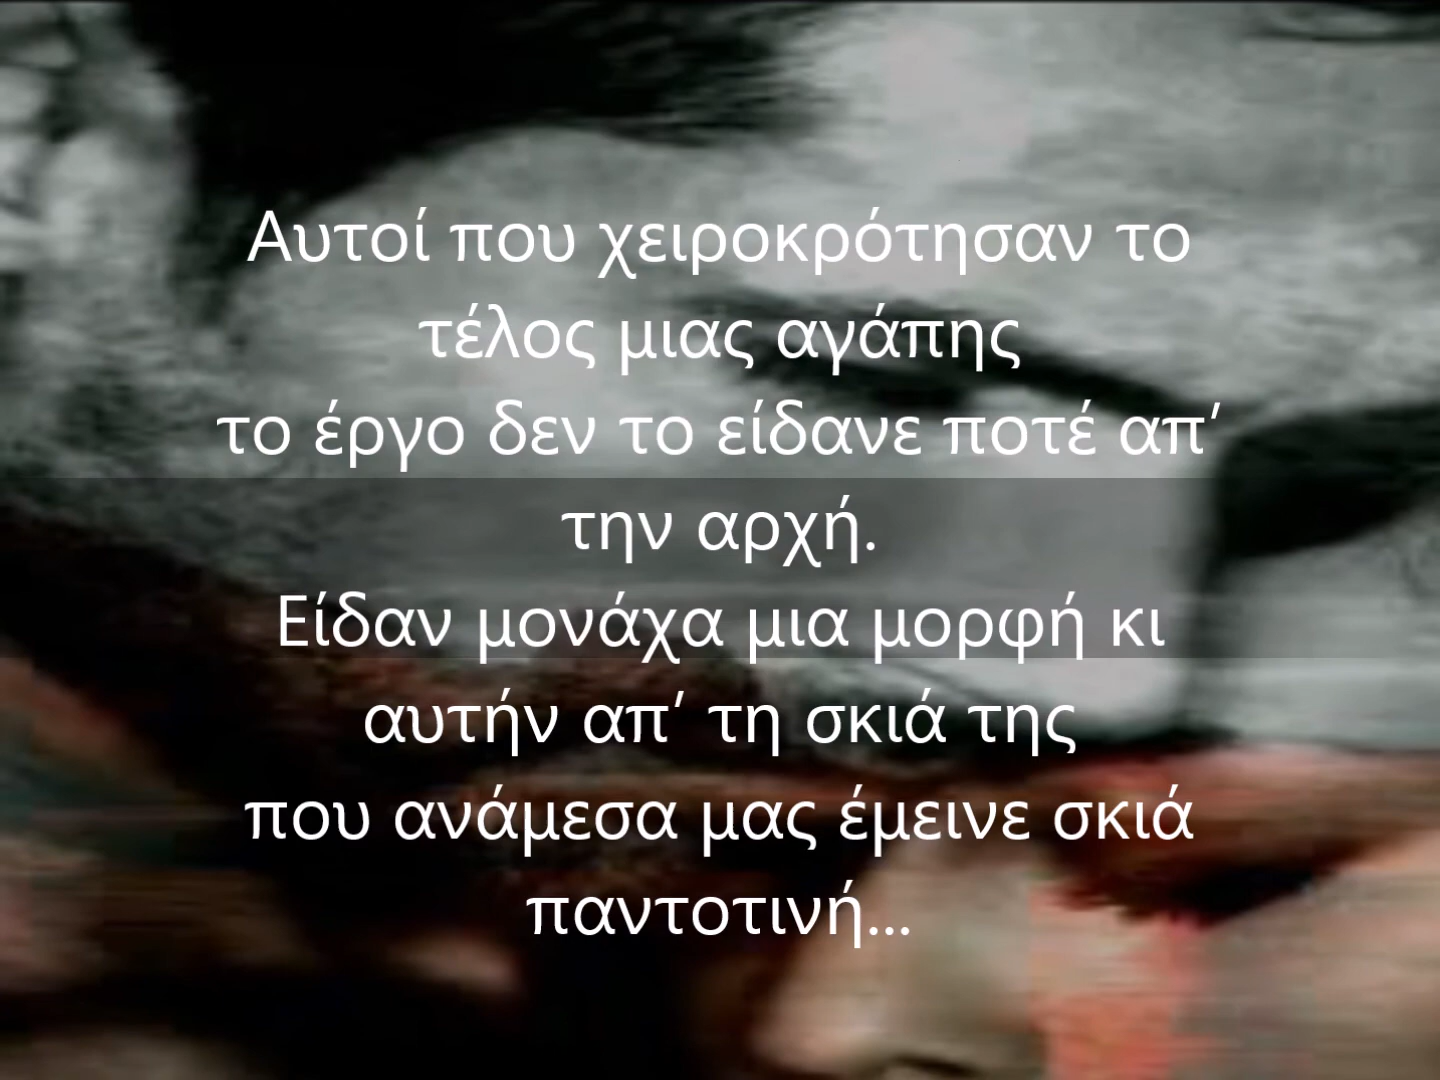 Αυτοί που χειροκρότησαν το
τέλος μιας αγάπης
το έργο δεν το είδανε ποτέ απ’
την αρχή.
Είδαν μονάχα μια μορφή κι
αυτήν απ’ τη σκιά της
που ανάμεσα μας έμεινε σκιά
παντοτινή...